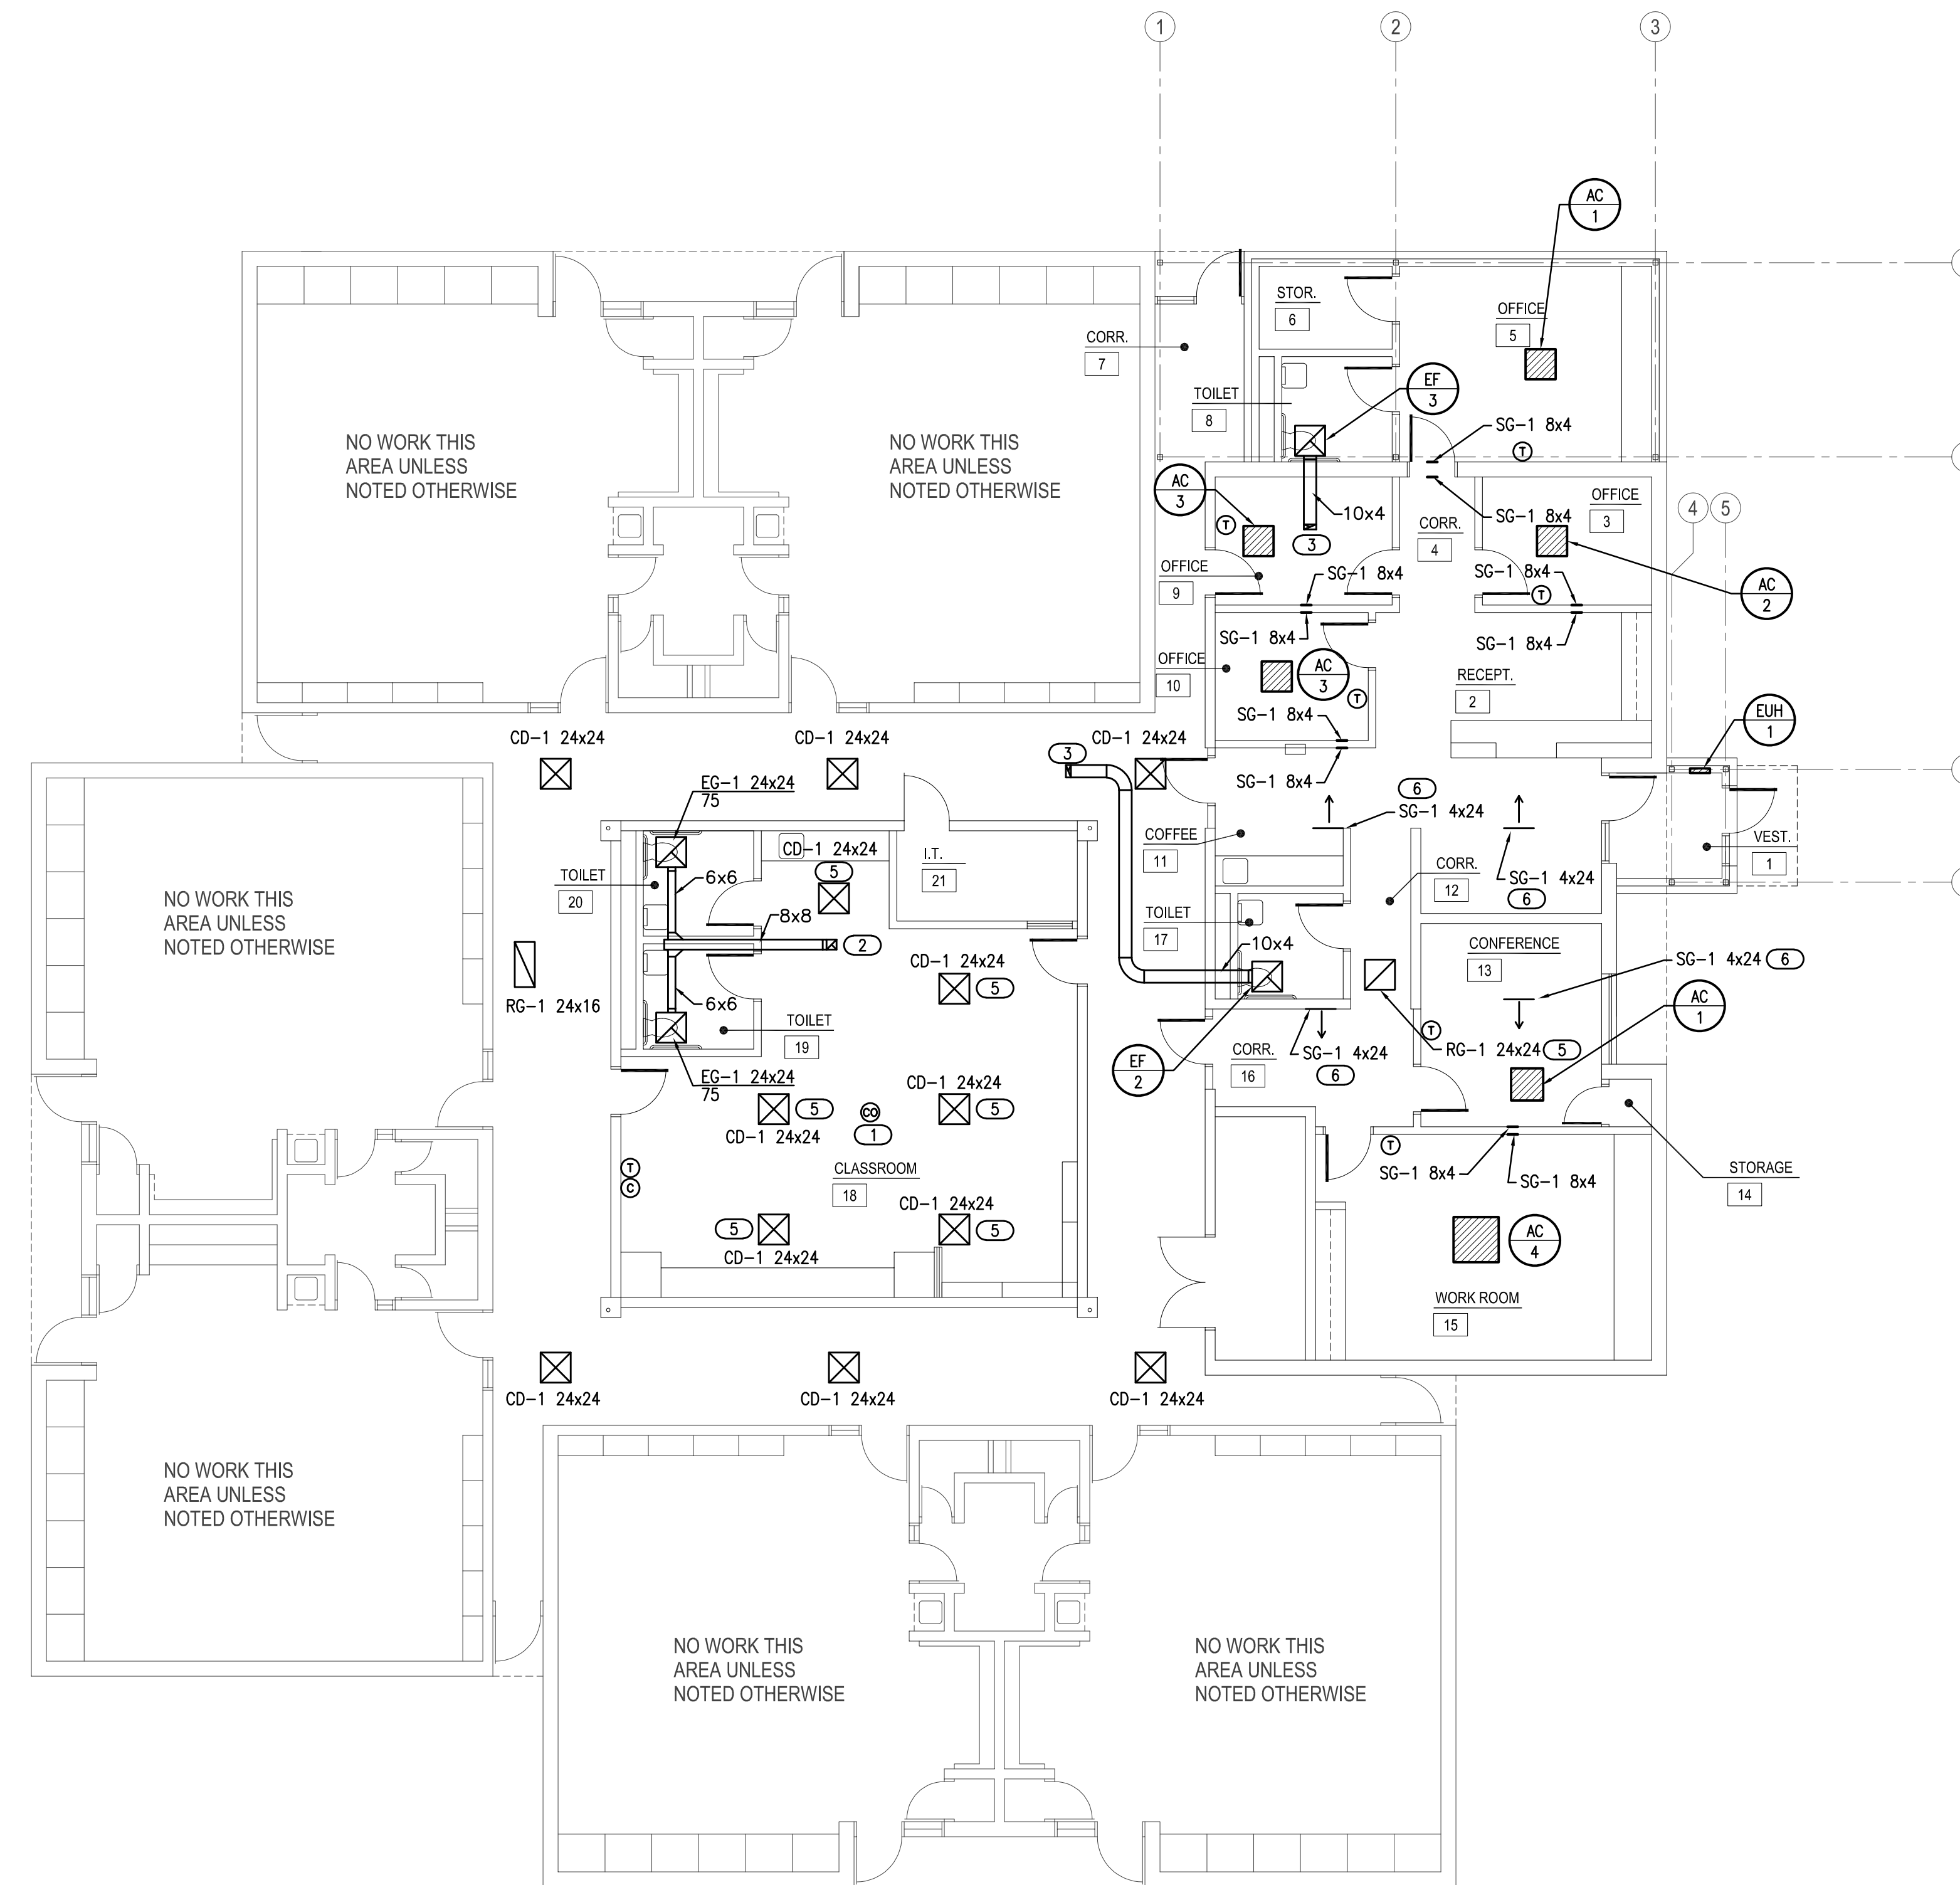 1
2
3
AC
1
STOR.
6
OFFICE
5
CORR.
7
TOILET
8
EF
3
SG-1 8x4
T
NO WORK THIS
AREA UNLESS
NOTED OTHERWISE
NO WORK THIS
AREA UNLESS
NOTED OTHERWISE
AC
3
T
10x4
3
SG-1 8x4
CORR.
4
OFFICE
3
4
5
OFFICE
9
SG-1 8x4
SG-1 8x4
T
AC
2
SG-1 8x4
SG-1 8x4
OFFICE
10
AC
3
T
RECEPT.
2
SG-1 8x4
EUH
1
CD-1 24x24
CD-1 24x24
CD-1 24x24
3
SG-1 8x4
EG-1 24x24
75
6
SG-1 4x24
COFFEE
11
VEST.
1
CD-1 24x24
5
I.T.
21
TOILET
20
6x6
CORR.
12
SG-1 4x24
6
NO WORK THIS
AREA UNLESS
NOTED OTHERWISE
8x8
2
TOILET
17
10x4
CONFERENCE
13
SG-1 4x24
6
CD-1 24x24
5
RG-1 24x16
6x6
TOILET
19
AC
1
T
RG-1 24x24
5
EF
2
CORR.
16
SG-1 4x24
6
EG-1 24x24
75
CD-1 24x24
5
5
CD-1 24x24
CO
1
T
C
CLASSROOM
18
T
SG-1 8x4
SG-1 8x4
STORAGE
14
CD-1 24x24
5
5
CD-1 24x24
AC
4
WORK ROOM
15
CD-1 24x24
CD-1 24x24
CD-1 24x24
NO WORK THIS
AREA UNLESS
NOTED OTHERWISE
NO WORK THIS
AREA UNLESS
NOTED OTHERWISE
NO WORK THIS
AREA UNLESS
NOTED OTHERWISE